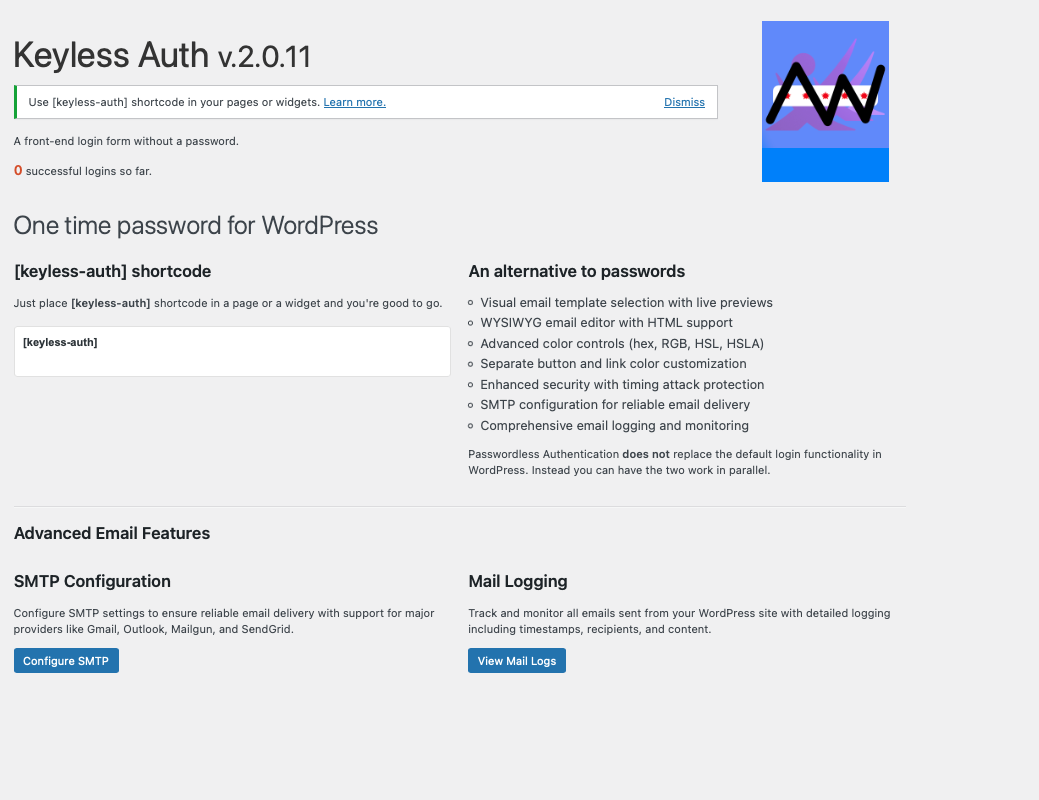 Keyless Auth v.2.0.11
Use [keyless-auth] shortcode in your pages or widgets. Learn more. Dismiss
A front-end login form without a password.
0 successful logins so far.
AW
One time password for WordPress
[keyless-auth] shortcode
Just place [keyless-auth] shortcode in a page or a widget and you're good to go.
[keyless-auth]
An alternative to passwords
Visual email template selection with live previews
WYSIWYG email editor with HTML support
Advanced color controls (hex, RGB, HSL, HSLA)
Separate button and link color customization
Enhanced security with timing attack protection
SMTP configuration for reliable email delivery
Comprehensive email logging and monitoring
Passwordless Authentication does not replace the default login functionality in
WordPress. Instead you can have the two work in parallel.
Advanced Email Features
SMTP Configuration
Configure SMTP settings to ensure reliable email delivery with support for major
providers like Gmail, Outlook, Mailgun, and SendGrid.
Configure SMTP
Mail Logging
Track and monitor all emails sent from your WordPress site with detailed logging
including timestamps, recipients, and content.
View Mail Logs